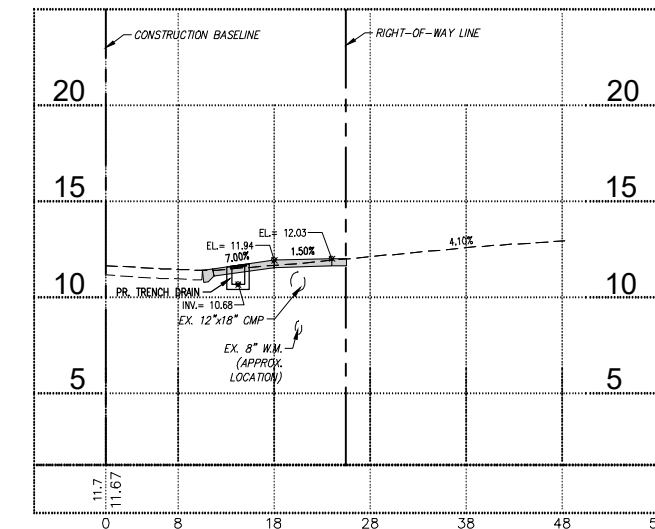 CONSTRUCTION BASELINE
RIGHT-OF-WAY LINE
20
20
15
15
EL.= 12.03
EL.= 11.94
7.00%
1.50%
4.10%
10
10
PR. TRENCH DRAIN
INV.= 10.68
EX. 12"x18" CMP
EX. 8" W.M.
(APPROX.
LOCATION)
5
5
11.7
11.67
0
8
18
28
38
48